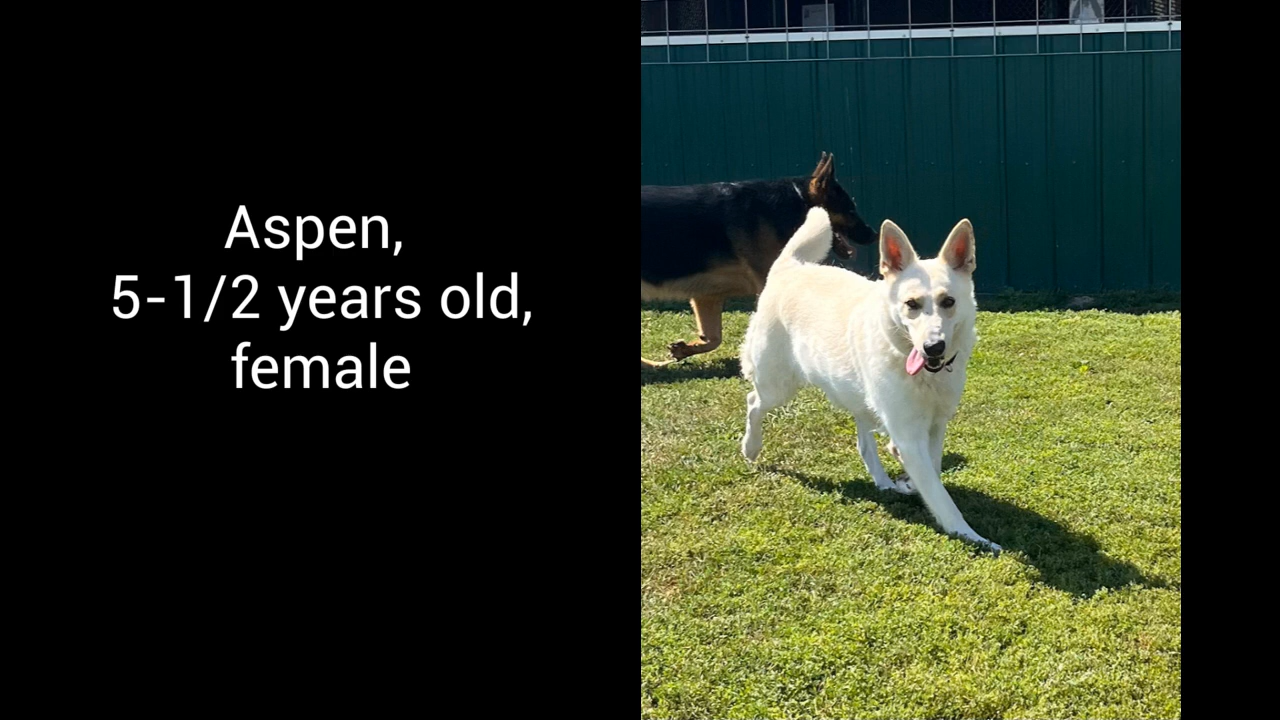 Aspen,
5-1/2 years old,
female